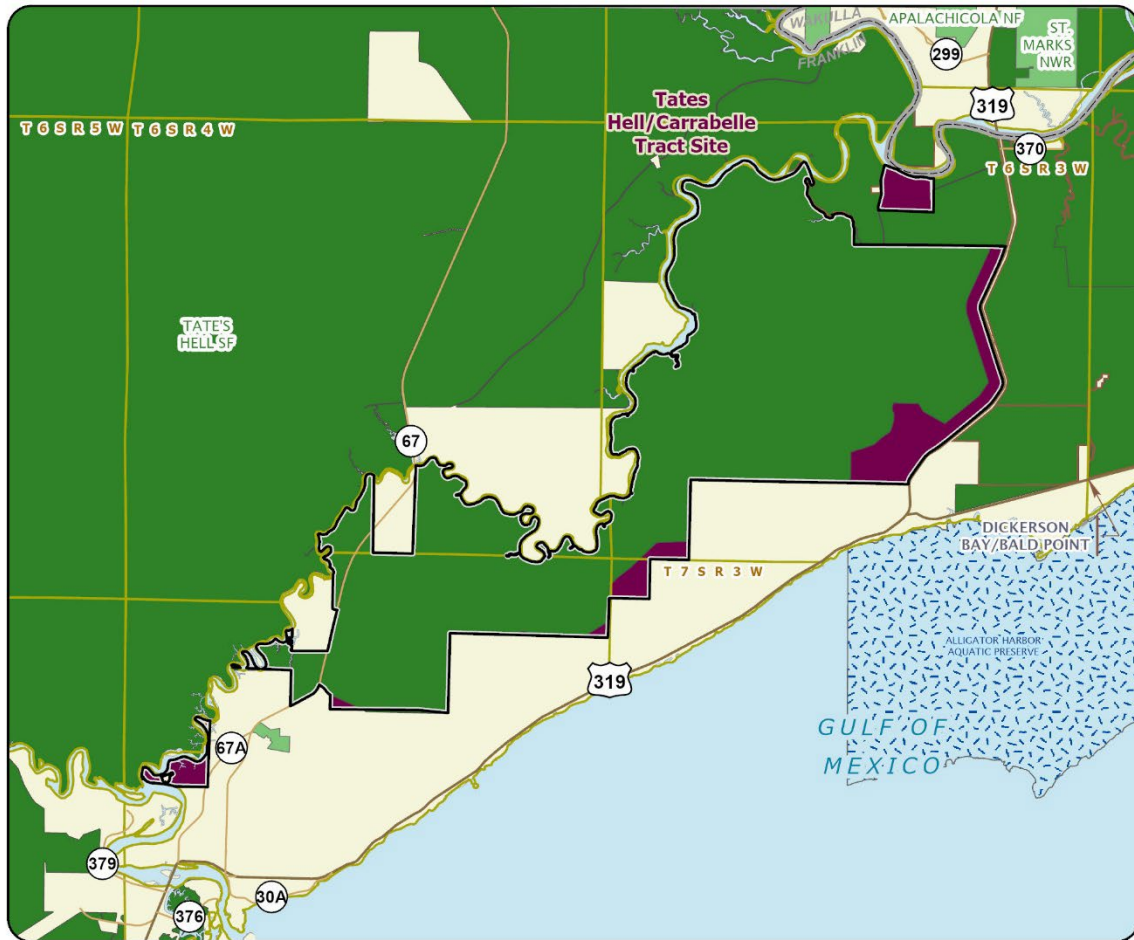 WAKULLA
FRANKLIN
APALACHICOLA NF
299
ST.
MARKS
NWR
319
370
T 6 S R 3 W
Tates
Hell/Carrabelle
Tract Site
T 6 S R 5 W
T 6 S R 4 W
TATE'S
HELL SF
67
DICKERSON
BAY/BALD POINT
T 7 S R 3 W
ALLIGATOR HARBOR
AQUATIC PRESERVE
319
GULF OF
MEXICO
67A
379
30A
376